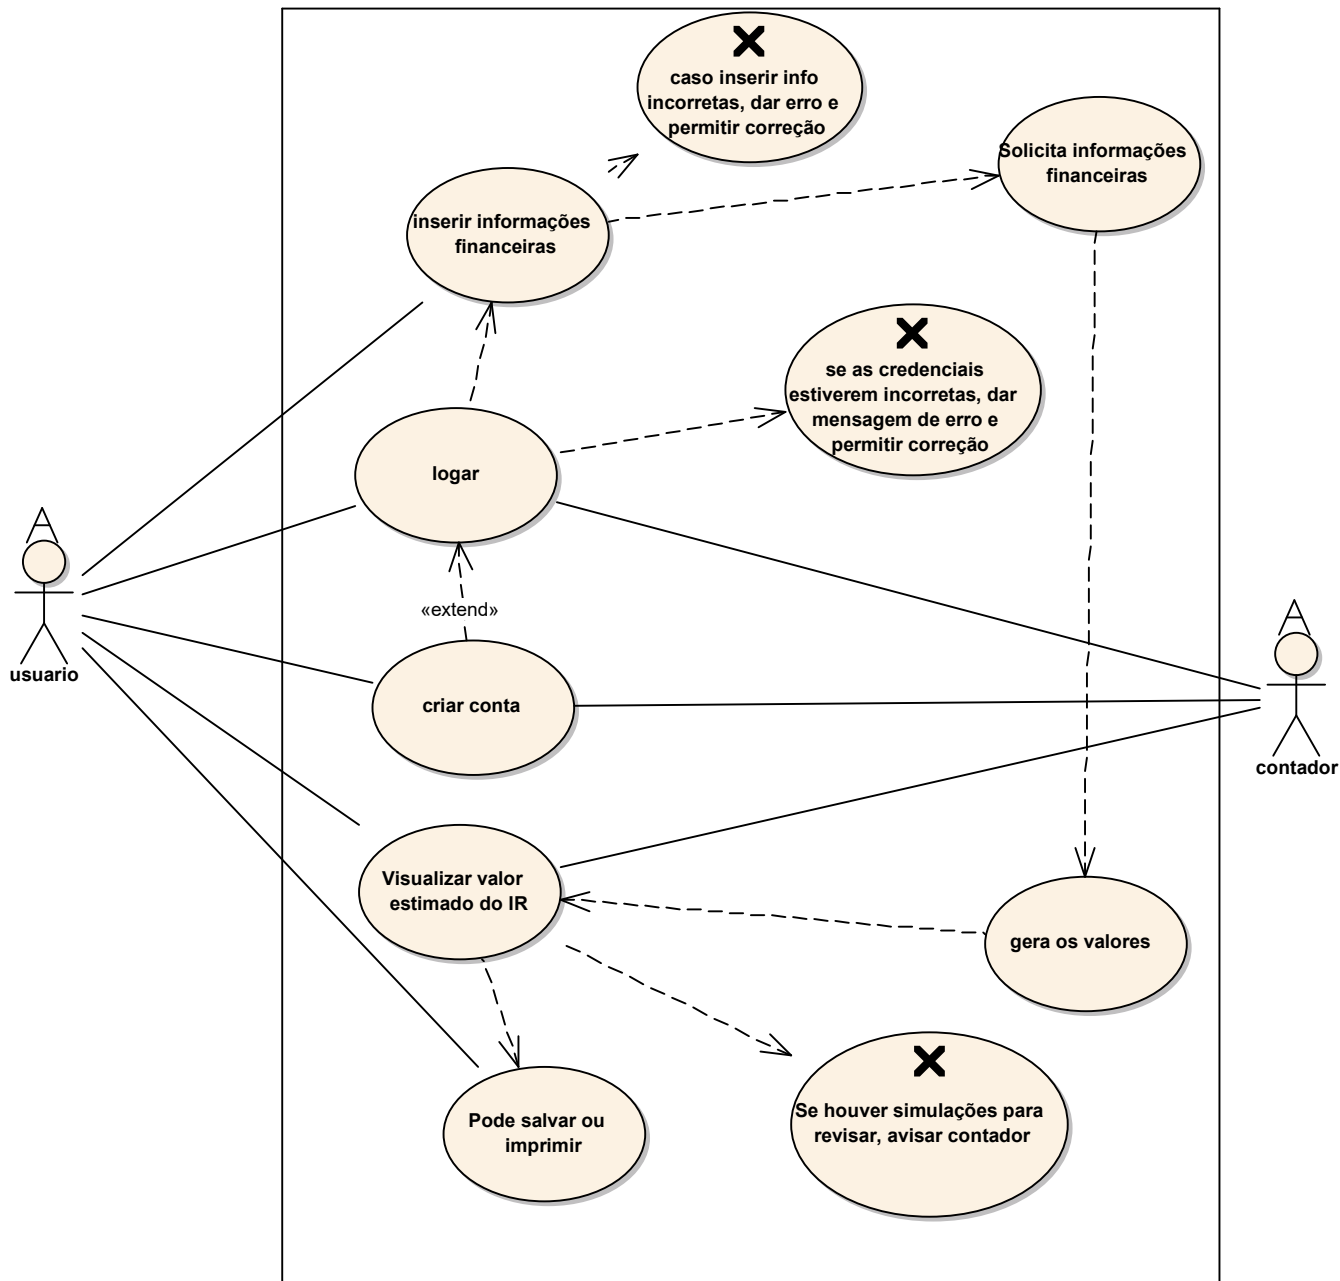 caso inserir info
incorretas, dar erro e
permitir correção
Solicita informações
financeiras
inserir informações
financeiras
se as credenciais
estiverem incorretas, dar
mensagem de erro e
permitir correção
logar
«extend»
usuario
criar conta
contador
Visualizar valor
estimado do IR
gera os valores
Pode salvar ou
imprimir
Se houver simulações para
revisar, avisar contador